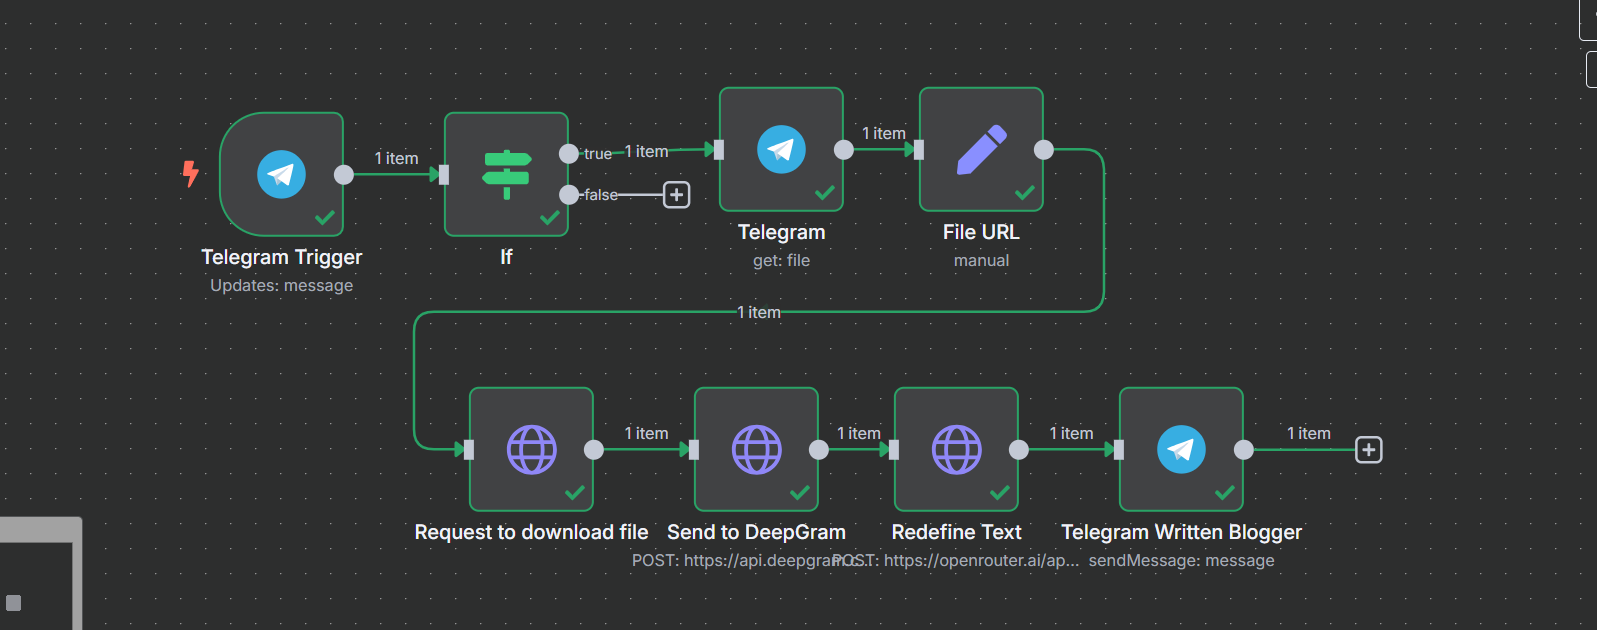 1 item
true
1 item
false
1 item
Telegram Trigger
Updates: message
If
Telegram
get: file
File URL
manual
1 item
1 item
1 item
1 item
1 item
Request to download file
Send to DeepGram
POST: https://api.deepgram.c...
Redefine Text
POST: https://openrouter.ai/ap...
Telegram Written Blogger
sendMessage: message